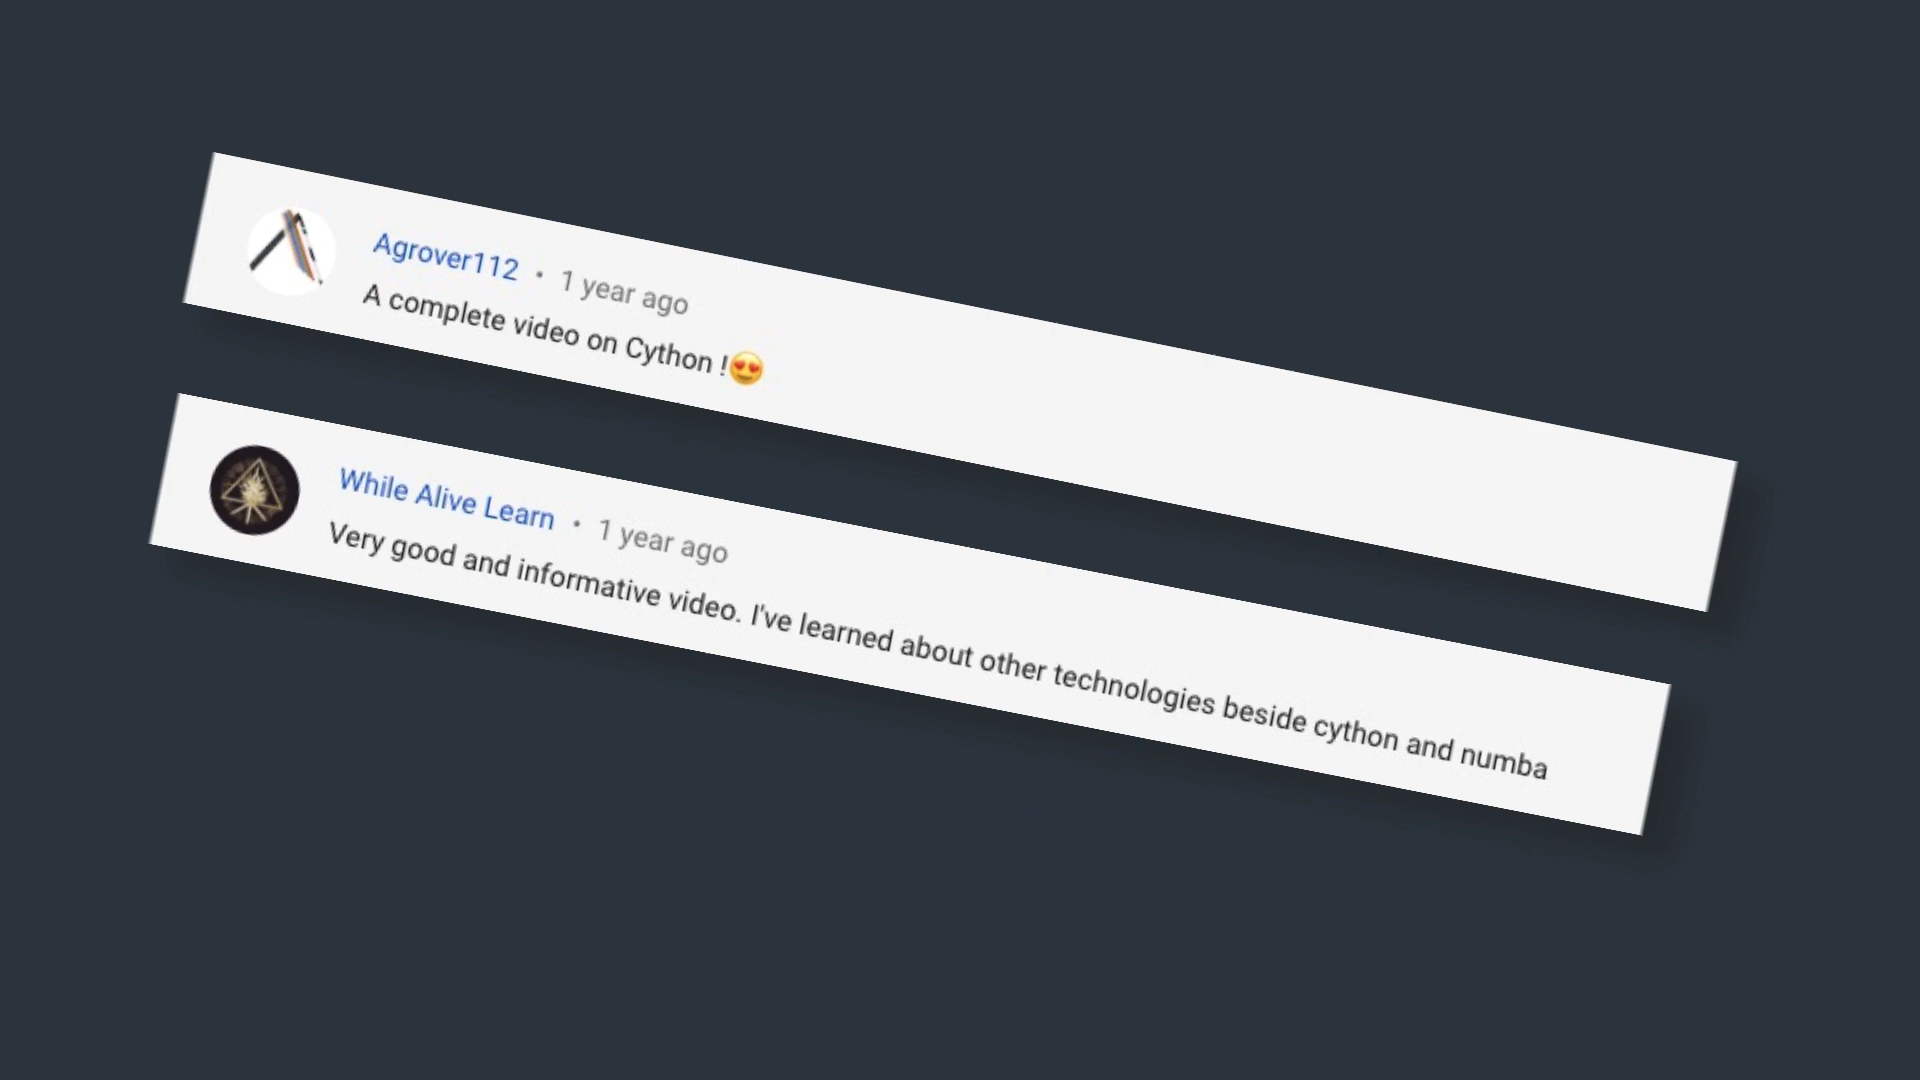 Agrover112 • 1 year ago
A complete video on Cython !😍
While Alive Learn • 1 year ago
Very good and informative video. I've learned about other technologies beside cython and numba